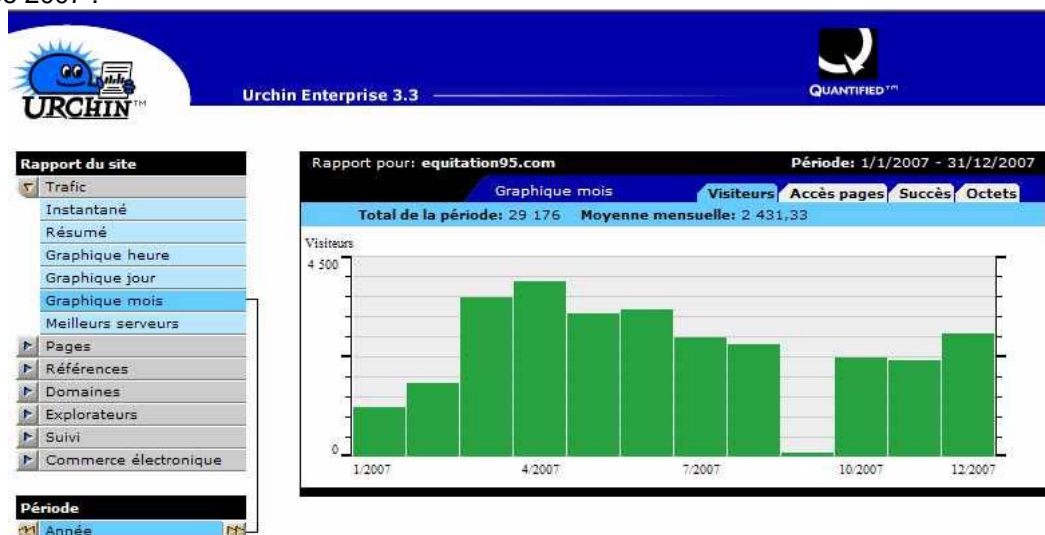 URCHIN™
Urchin Enterprise 3.3
QUANTIFIED™
Rapport du site
Trafic
Instantané
Résumé
Graphique heure
Graphique jour
Graphique mois
Meilleurs serveurs
Pages
Références
Domaines
Explorateurs
Suivi
Commerce électronique
Période
Année
Rapport pour: equitation95.com Période: 1/1/2007 - 31/12/2007
Graphique mois Visiteurs Accès pages Succès Octets
Total de la période: 29 176 Moyenne mensuelle: 2 431,33
Visiteurs
4 500
0
1/2007 4/2007 7/2007 10/2007 12/2007